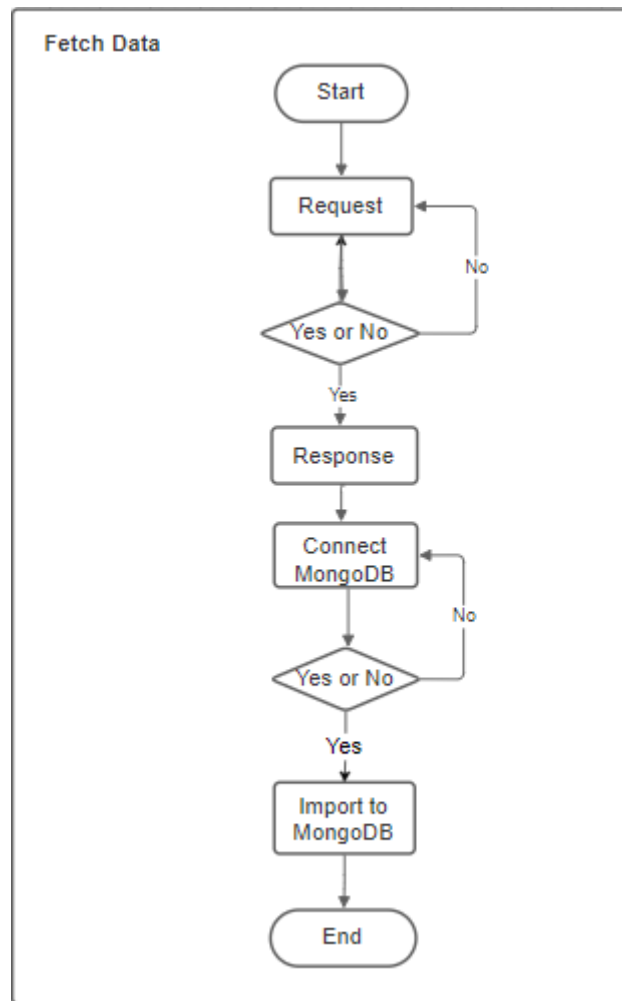 Fetch Data
Start
Request
No
Yes or No
Yes
Response
Connect
MongoDB
No
Yes or No
Yes
Import to
MongoDB
End